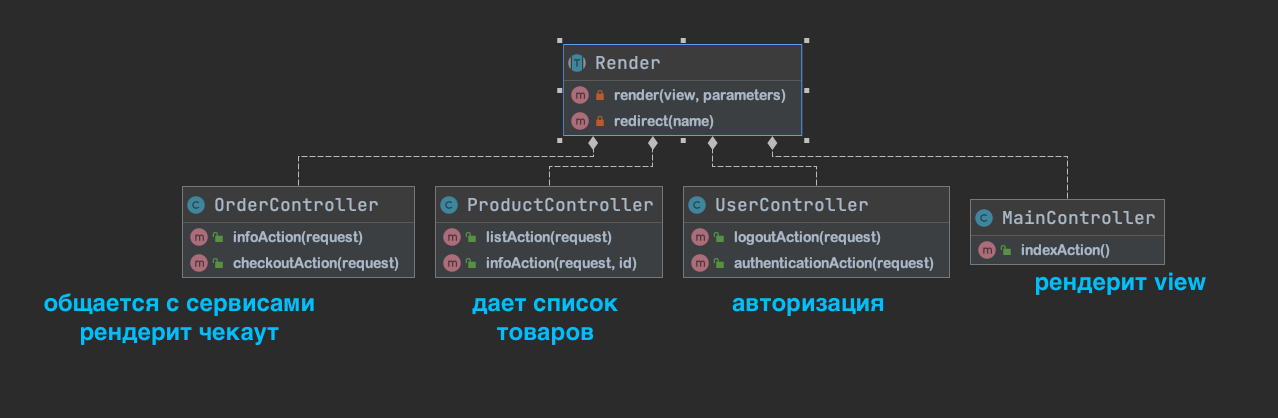 Render
render(view, parameters)
redirect(name)
OrderController
infoAction(request)
checkoutAction(request)
общается с сервисами
рендерит чекаут
ProductController
listAction(request)
infoAction(request, id)
дает список
товаров
UserController
logoutAction(request)
authenticationAction(request)
авторизация
MainController
indexAction()
рендерит view